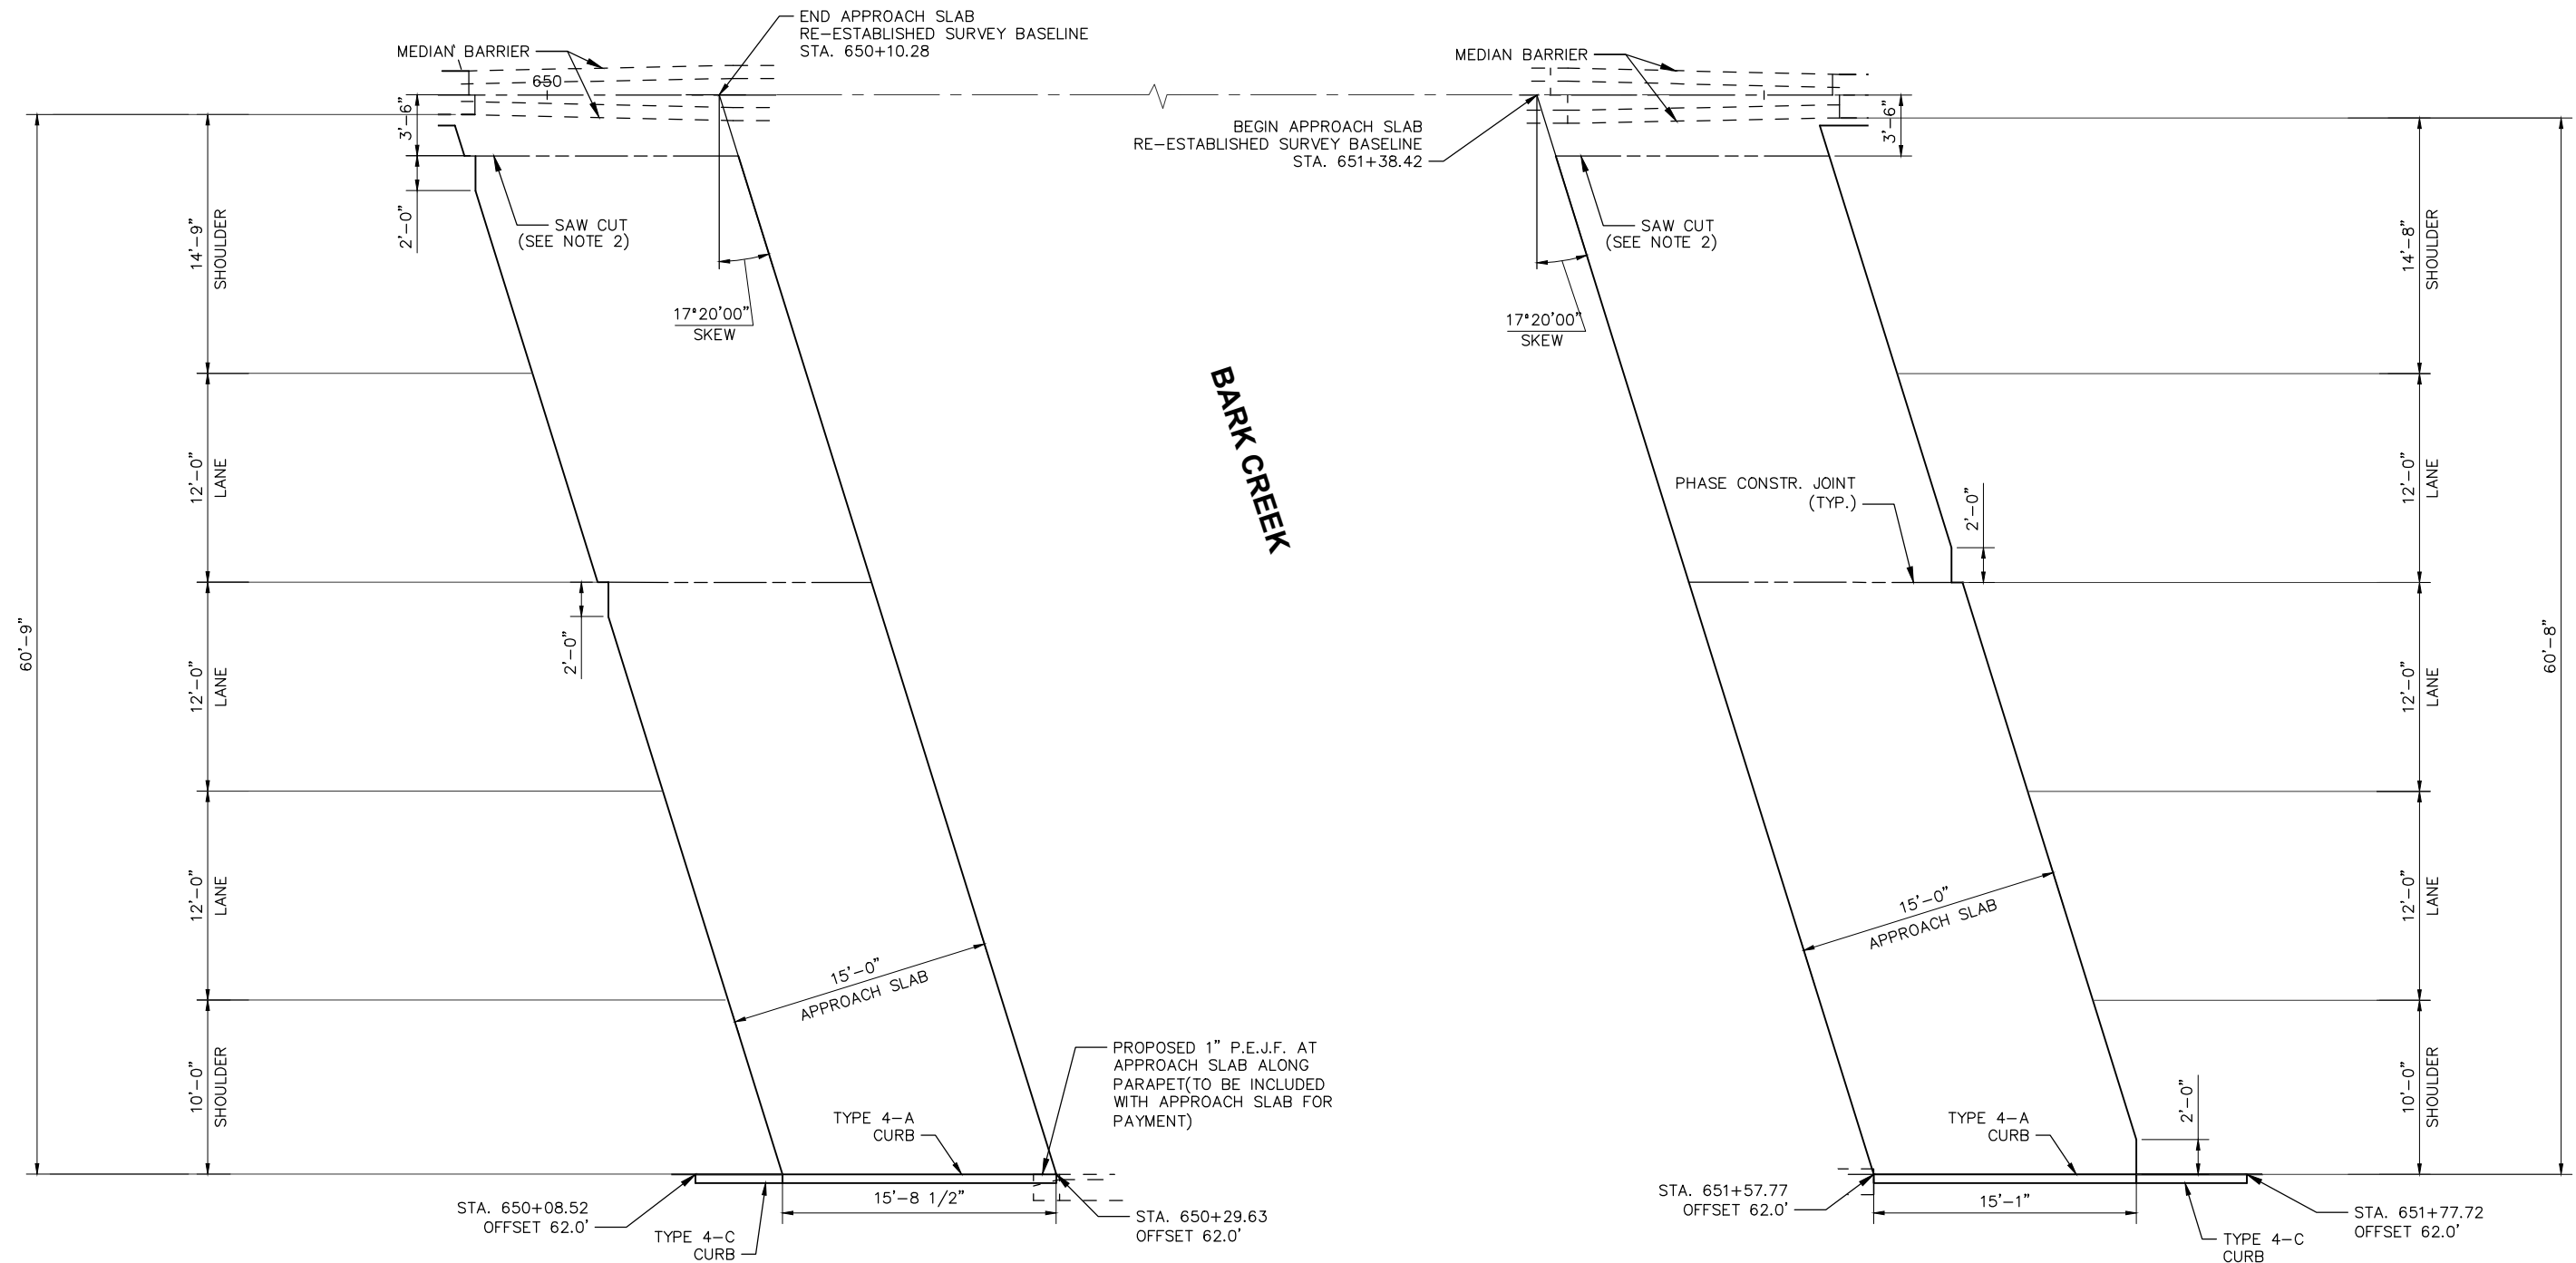 END APPROACH SLAB
RE-ESTABLISHED SURVEY BASELINE
STA. 650+10.28
MEDIAN BARRIER
650
3'-6"
2'-0"
SAW CUT
(SEE NOTE 2)
17°20'00"
SKEW
14'-9"
SHOULDER
12'-0"
LANE
12'-0"
LANE
12'-0"
LANE
10'-0"
SHOULDER
60'-9"
2'-0"
15'-0"
APPROACH SLAB
PROPOSED 1" P.E.J.F. AT
APPROACH SLAB ALONG
PARAPET(TO BE INCLUDED
WITH APPROACH SLAB FOR
PAYMENT)
TYPE 4-A
CURB
STA. 650+08.52
OFFSET 62.0'
TYPE 4-C
CURB
15'-8 1/2"
STA. 650+29.63
OFFSET 62.0'
BARK CREEK
MEDIAN BARRIER
BEGIN APPROACH SLAB
RE-ESTABLISHED SURVEY BASELINE
STA. 651+38.42
3'-6"
SAW CUT
(SEE NOTE 2)
17°20'00"
SKEW
PHASE CONSTR. JOINT
(TYP.)
2'-0"
14'-8"
SHOULDER
12'-0"
LANE
12'-0"
LANE
12'-0"
LANE
10'-0"
SHOULDER
60'-8"
15'-0"
APPROACH SLAB
2'-0"
TYPE 4-A
CURB
STA. 651+57.77
OFFSET 62.0'
15'-1"
TYPE 4-C
CURB
STA. 651+77.72
OFFSET 62.0'